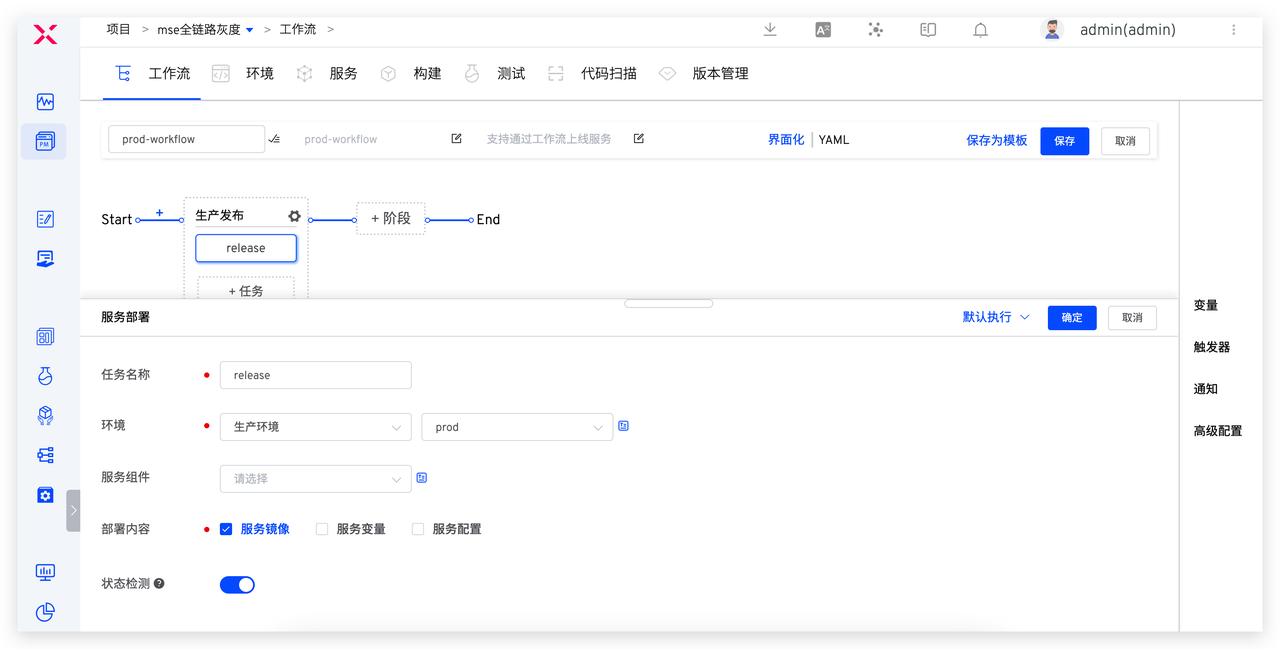 项目 > mse全链路灰度 > 工作流 >
admin(admin)
工作流 环境 服务 构建 测试 代码扫描 版本管理
prod-workflow prod-workflow 支持通过工作流上线服务 界面化 | YAML 保存为模板 保存 取消
PM
Start + 生产发布 + 阶段 End
release
+ 任务
服务部署 默认执行 确定 取消
任务名称 release
环境 生产环境 prod
服务组件 请选择
部署内容 服务镜像 服务变量 服务配置
状态检测 ?
变量
触发器
通知
高级配置